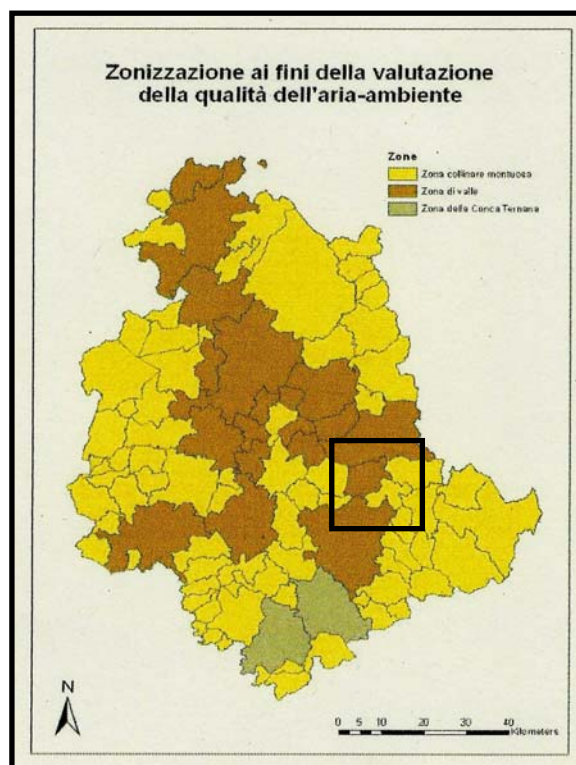 Zonizzazione ai fini della valutazione
della qualità dell'aria-ambiente
Zone
Zona collinare montuosa
Zona di valle
Zona della Conca Ternana
N
0 5 10 20 30 40
Kilometers